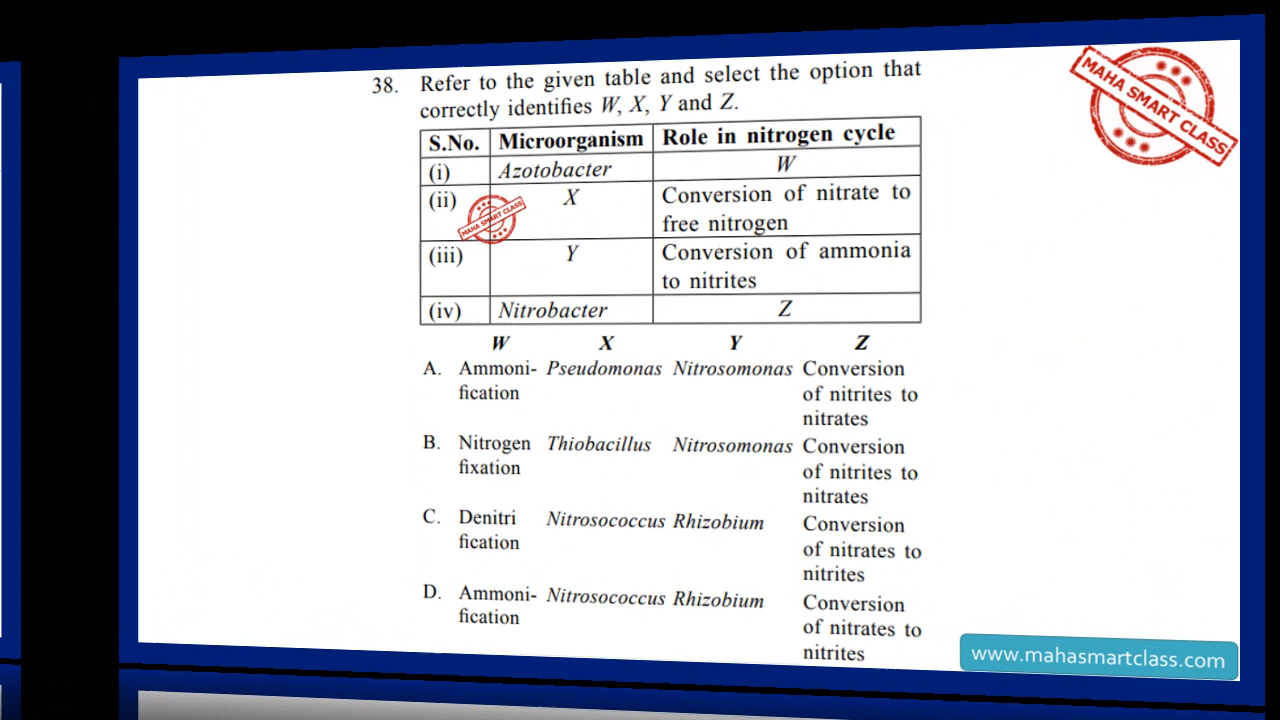 38. Refer to the given table and select the option that
correctly identifies W, X, Y and Z.
S.No. Microorganism Role in nitrogen cycle
(i) Azotobacter W
(ii) X Conversion of nitrate to
free nitrogen
(iii) Y Conversion of ammonia
to nitrites
(iv) Nitrobacter Z
W X Y Z
A. Ammoni- Pseudomonas Nitrosomonas Conversion
fication of nitrites to
nitrates
B. Nitrogen Thiobacillus Nitrosomonas Conversion
fixation of nitrites to
nitrates
C. Denitri Nitrosococcus Rhizobium Conversion
fication of nitrates to
nitrites
D. Ammoni- Nitrosococcus Rhizobium Conversion
fication of nitrates to
nitrites
MAHA SMART CLASS
MAHA SMART CLASS
www.mahasmartclass.com